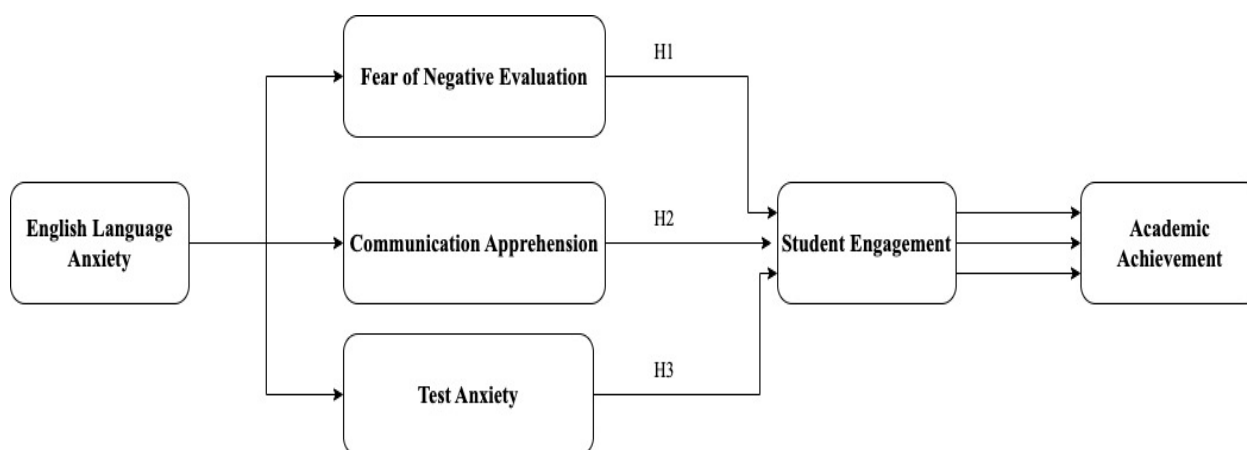 Fear of Negative Evaluation
H1
English Language
Anxiety
Communication Apprehension
H2
Student Engagement
Academic
Achievement
Test Anxiety
H3